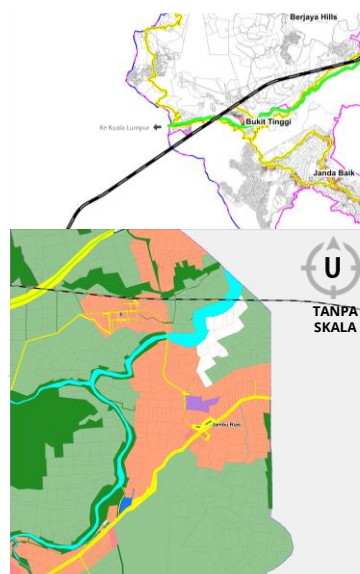 Berjaya Hills
Ke Kuala Lumpur
Bukit Tinggi
Janda Baik
U
TANPA
SKALA
Jambu Rias